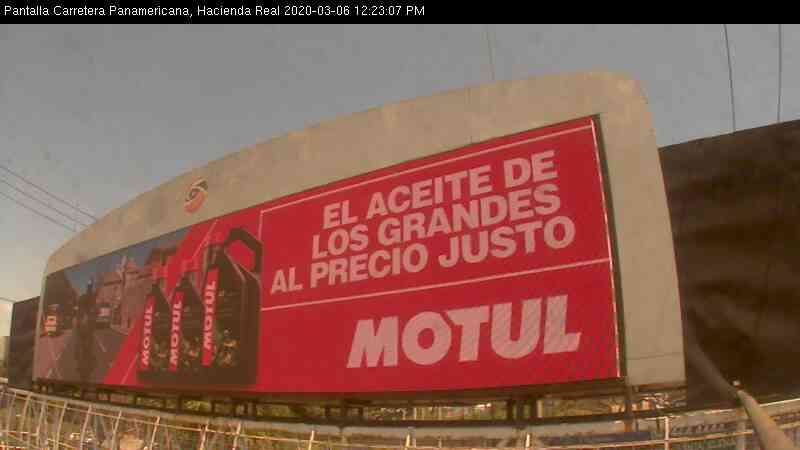 Pantalla Carretera Panamericana, Hacienda Real 2020-03-06 12:23:07 PM
EL ACEITE DE
LOS GRANDES
AL PRECIO JUSTO
MOTUL
MOTUL
MOTUL
MOTUL